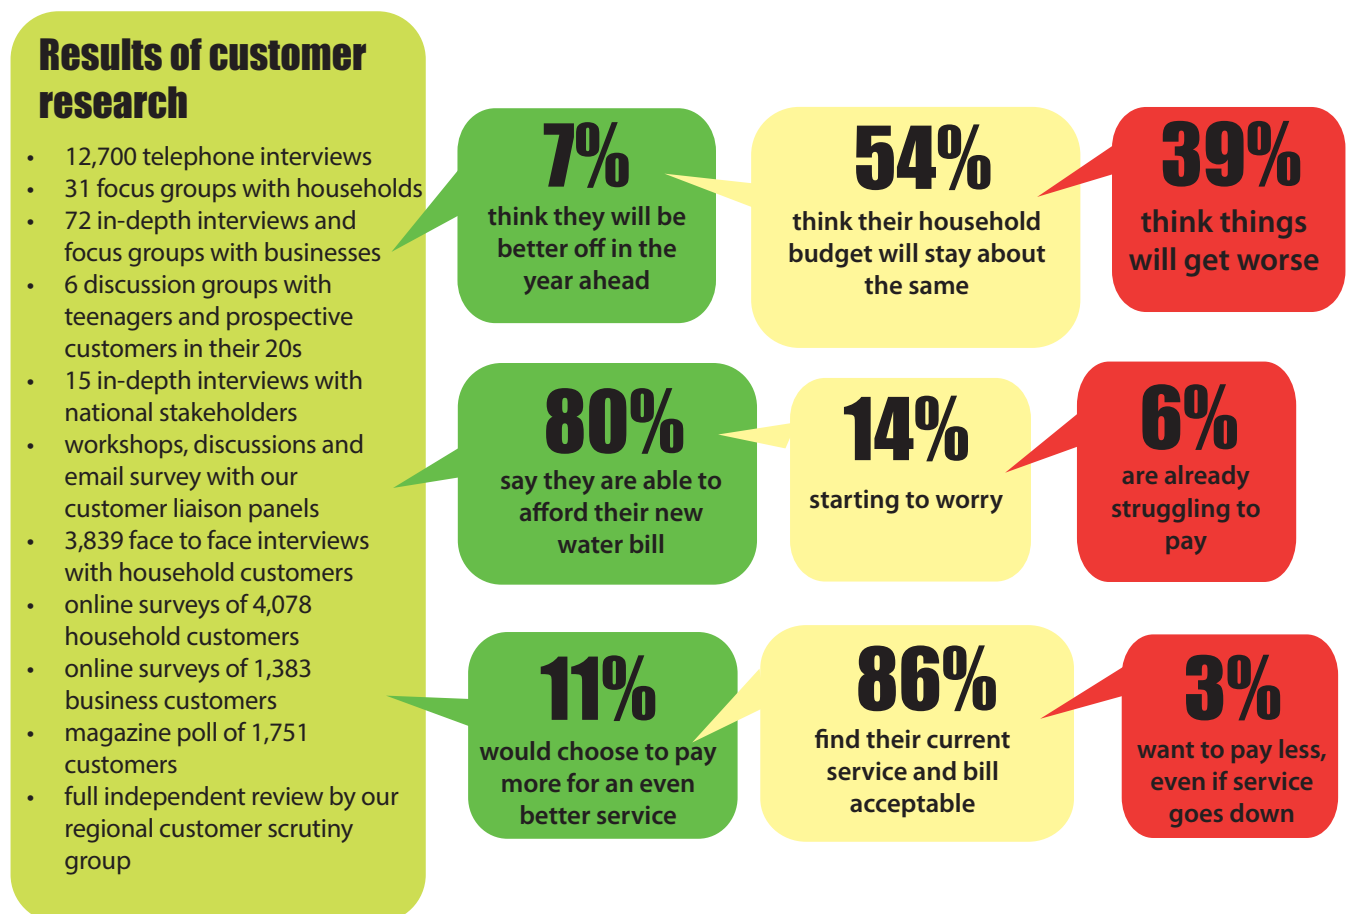 Results of customer
research
• 12,700 telephone interviews
• 31 focus groups with households
• 72 in-depth interviews and
focus groups with businesses
• 6 discussion groups with
teenagers and prospective
customers in their 20s
• 15 in-depth interviews with
national stakeholders
• workshops, discussions and
email survey with our
customer liaison panels
• 3,839 face to face interviews
with household customers
• online surveys of 4,078
household customers
• online surveys of 1,383
business customers
• magazine poll of 1,751
customers
• full independent review by our
regional customer scrutiny
group
7%
think they will be
better off in the
year ahead
54%
think their household
budget will stay about
the same
39%
think things
will get worse
80%
say they are able to
afford their new
water bill
14%
starting to worry
6%
are already
struggling to
pay
11%
would choose to pay
more for an even
better service
86%
find their current
service and bill
acceptable
3%
want to pay less,
even if service
goes down